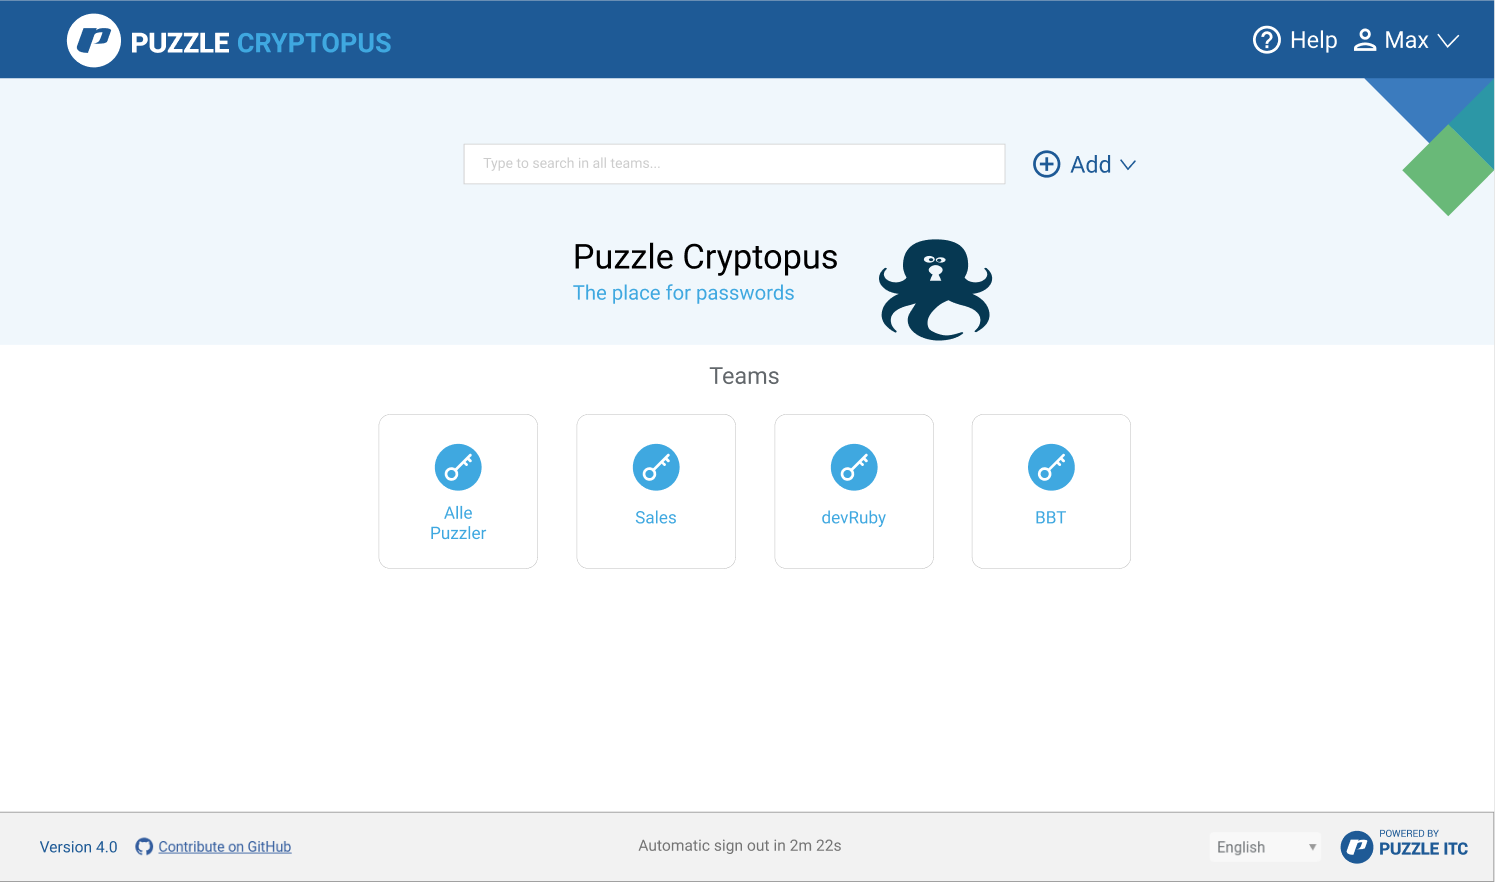 PUZZLE CRYPTOPUS
Help
Max
Type to search in all teams...
Add
Puzzle Cryptopus
The place for passwords
Teams
Alle
Puzzler
Sales
devRuby
BBT
Version 4.0
Contribute on GitHub
Automatic sign out in 2m 22s
English
POWERED BY
PUZZLE ITC